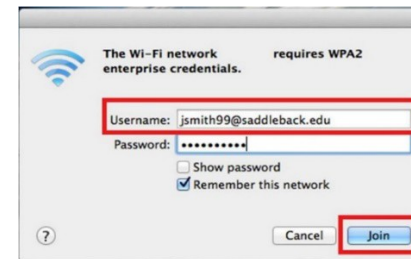 The Wi-Fi network requires WPA2
enterprise credentials.
Username: jsmith99@saddleback.edu
Password: ••••••••••
Show password
Remember this network
? Cancel Join